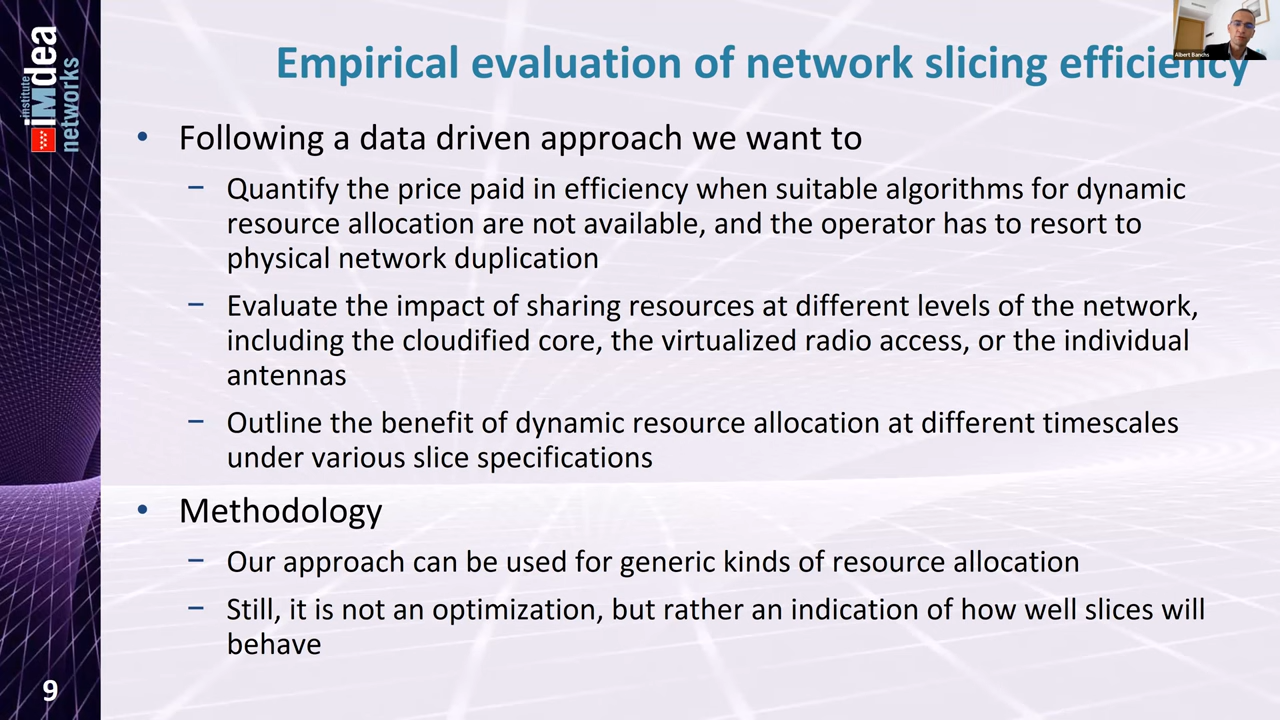 institute
iMdea
networks
Albert Banchs
Empirical evaluation of network slicing efficiency
• Following a data driven approach we want to
– Quantify the price paid in efficiency when suitable algorithms for dynamic
resource allocation are not available, and the operator has to resort to
physical network duplication
– Evaluate the impact of sharing resources at different levels of the network,
including the cloudified core, the virtualized radio access, or the individual
antennas
– Outline the benefit of dynamic resource allocation at different timescales
under various slice specifications
• Methodology
– Our approach can be used for generic kinds of resource allocation
– Still, it is not an optimization, but rather an indication of how well slices will
behave
9